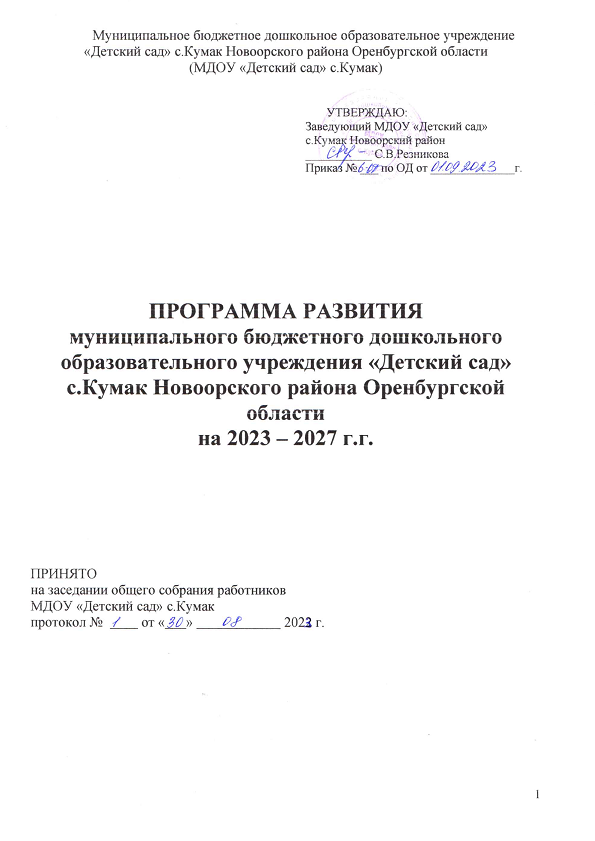 Муниципальное бюджетное дошкольное образовательное учреждение
«Детский сад» с.Кумак Новоорского района Оренбургской области
(МДОУ «Детский сад» с.Кумак)
УТВЕРЖДАЮ:
Заведующий МДОУ «Детский сад»
с.Кумак Новоорский район
___________ С.В.Резникова
Приказ № по ОД от 01.09.2023 г.
ПРОГРАММА РАЗВИТИЯ
муниципального бюджетного дошкольного
образовательного учреждения «Детский сад»
с.Кумак Новоорского района Оренбургской
области
на 2023 – 2027 г.г.
ПРИНЯТО
на заседании общего собрания работников
МДОУ «Детский сад» с.Кумак
протокол № 1 от «30» 08 2023 г.
1